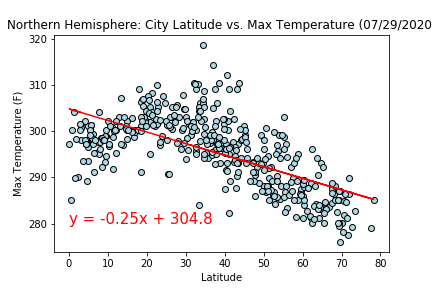 Northern Hemisphere: City Latitude vs. Max Temperature (07/29/2020
320
310
300
290
280
Max Temperature (F)
y = -0.25x + 304.8
0 10 20 30 40 50 60 70 80
Latitude